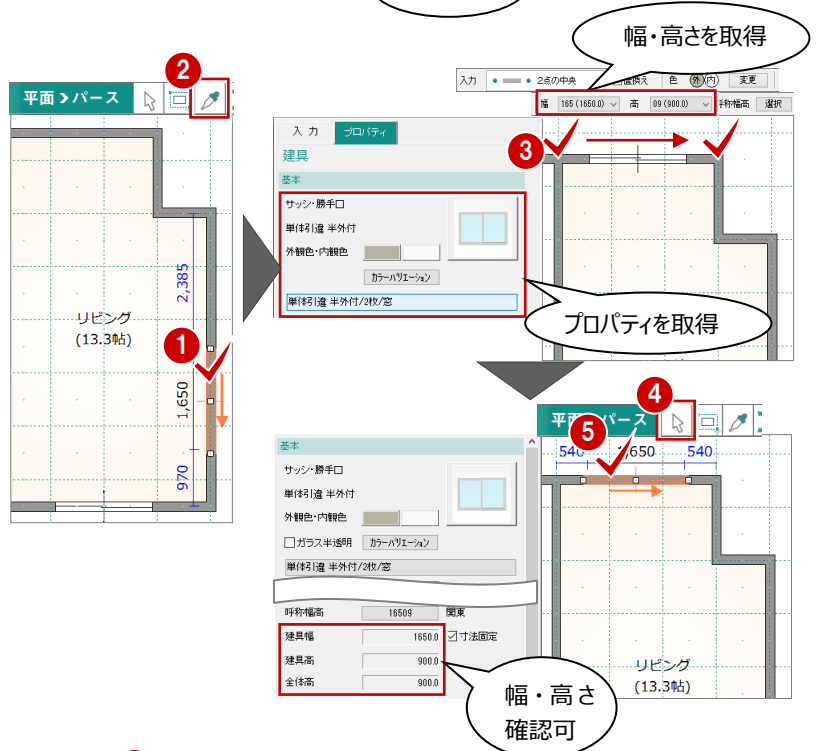 幅・高さを取得
2
平面 > パース
入力
2点の中央
換え 色 外 内 変更
幅 165 (1650.0) 高 09 (900.0) 呼称幅高 選択
入力 プロパティ
建具
基本
サッシ・勝手口
単体引違 半外付
外観色・内観色
カラーバリエーション
単体引違 半外付/2枚/窓
3
プロパティを取得
2,385
リビング
(13.3帖)
1
1,650
970
4
平面 パース
5
540 1,650 540
基本
サッシ・勝手口
単体引違 半外付
外観色・内観色
ガラス半透明 カラーバリエーション
単体引違 半外付/2枚/窓
呼称幅高 16509 関東
建具幅 1650.0 寸法固定
建具高 900.0
全体高 900.0
幅・高さ
確認可
リビング
(13.3帖)